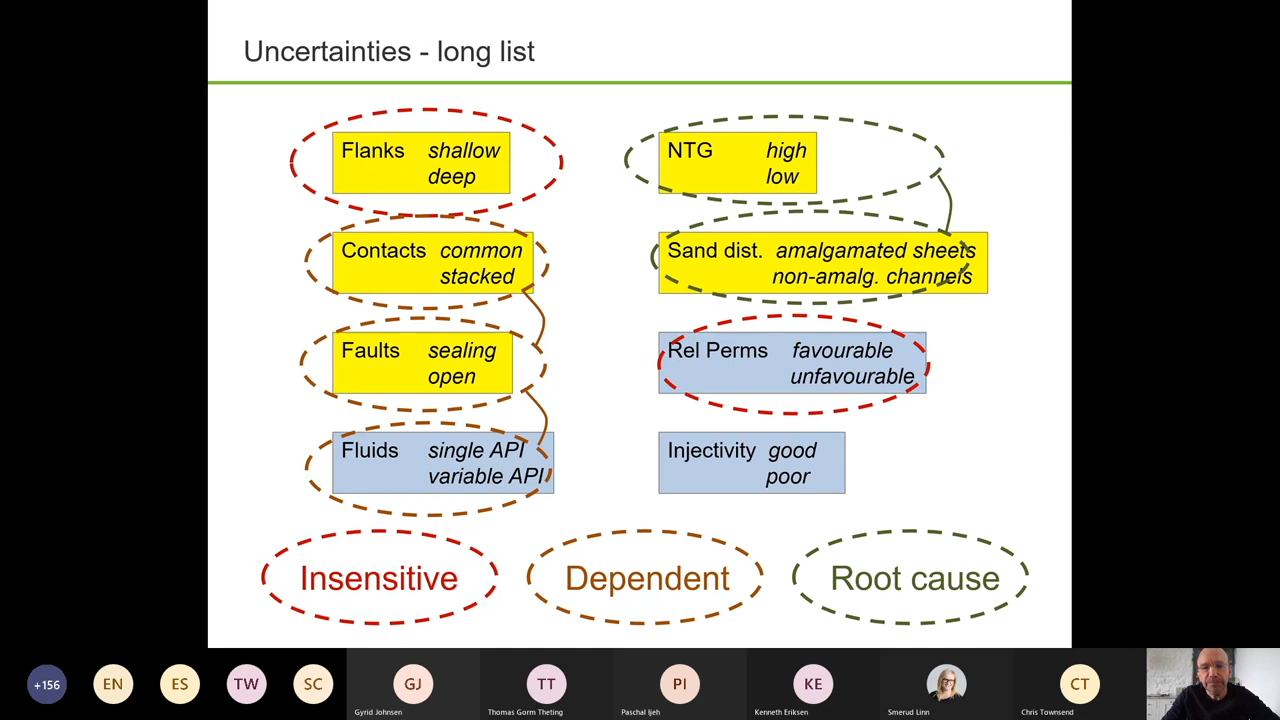 Uncertainties - long list
Flanks shallow
deep
Contacts common
stacked
Faults sealing
open
Fluids single API
variable API
NTG high
low
Sand dist. amalgamated sheets
non-amalg. channels
Rel Perms favourable
unfavourable
Injectivity good
poor
Insensitive Dependent Root cause
+156 EN ES TW SC GJ TT PI KE CT
Gyrid Johnsen Thomas Gorm Theting Paschal Ijeh Kenneth Eriksen Smerud Linn Chris Townsend